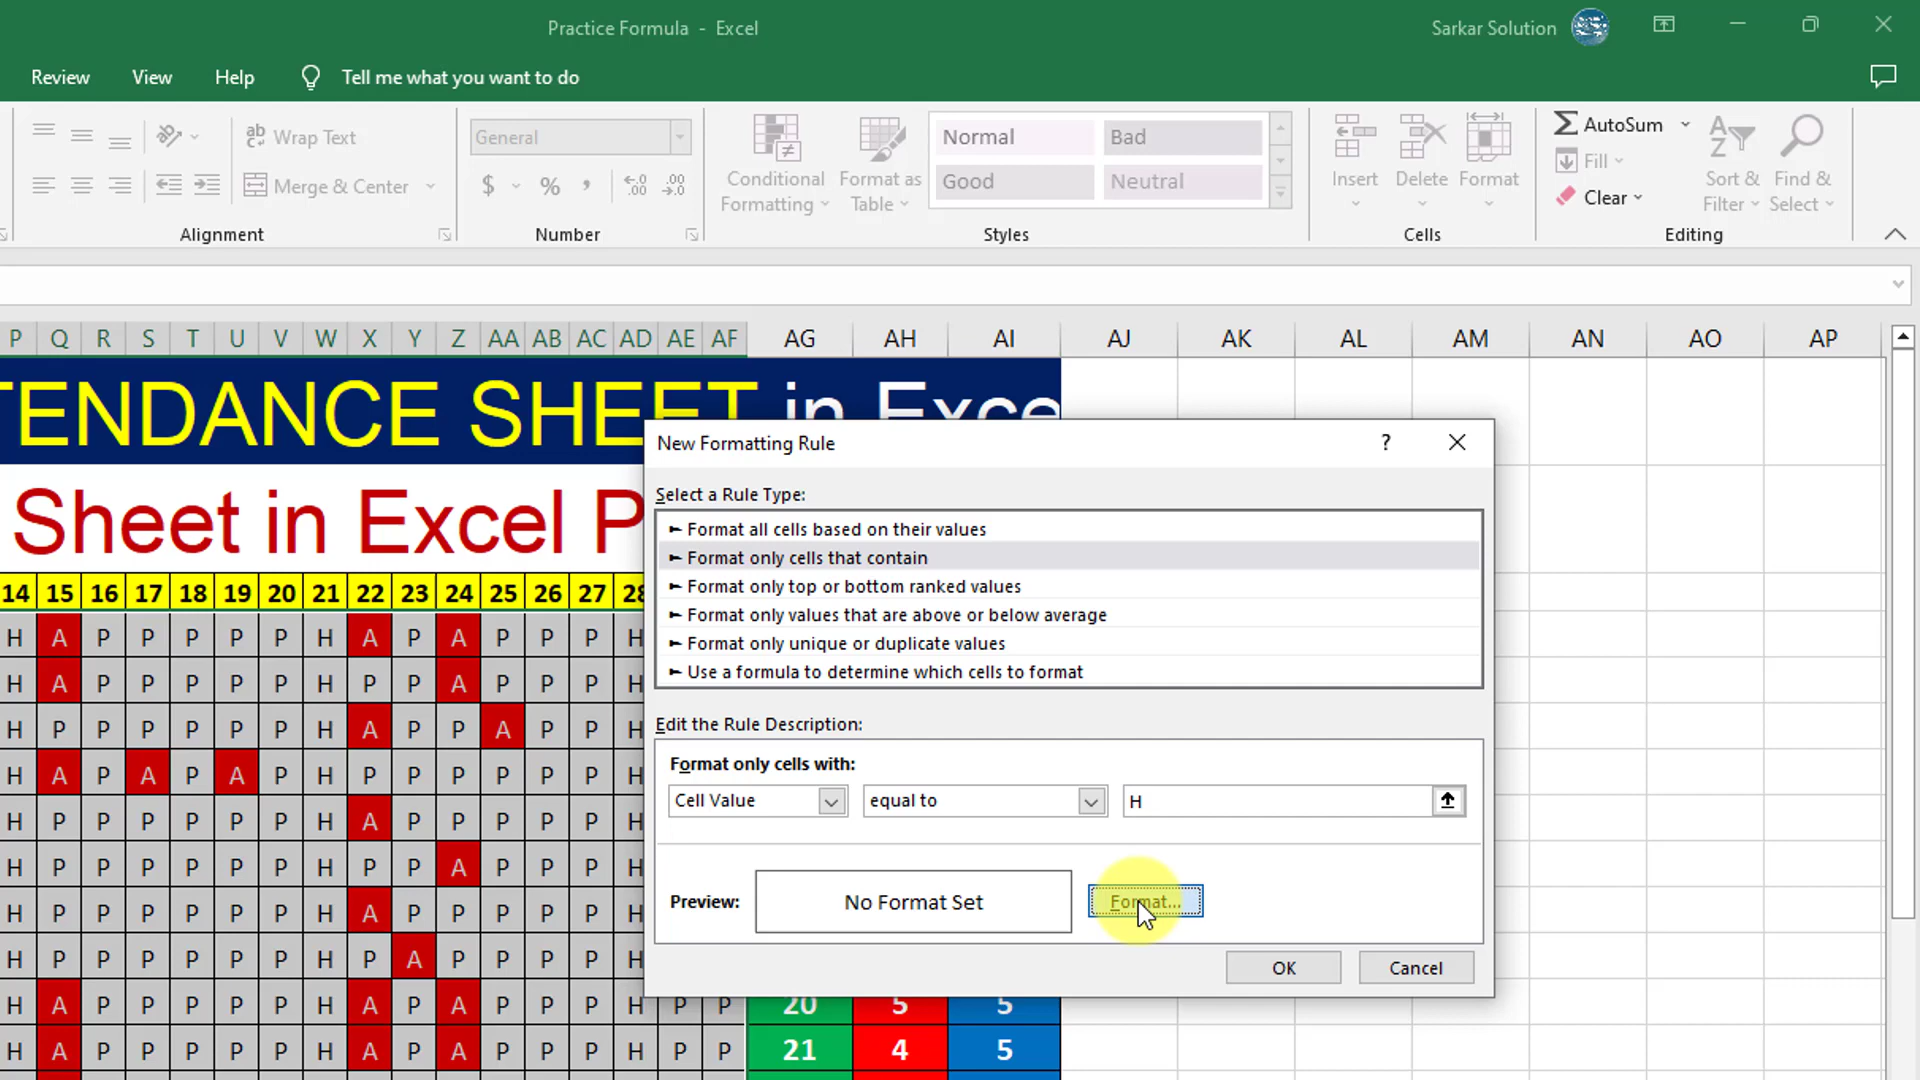 Practice Formula - Excel
Sarkar Solution
Review View Help Tell me what you want to do
Wrap Text
Merge & Center
Alignment
General
$ % ,
Number
Conditional Formatting
Format as Table
Normal Bad
Good Neutral
Styles
Insert Delete Format
Cells
AutoSum
Fill
Clear
Sort & Filter
Find & Select
Editing
P Q R S T U V W X Y Z AA AB AC AD AE AF AG AH AI AJ AK AL AM AN AO AP
TENDANCE SHEET in Exce
Sheet in Excel P
14 15 16 17 18 19 20 21 22 23 24 25 26 27 28
H A P P P P P H A P A P P P H
H A P P P P P H P P A P P P H
H P P P P P P H A P P A P P H
H A P A P A P H P P P P P P H
H P P P P P P H A P P P P P H
H P P P P P P H P P A P P P H
H P P P P P P H A P P P P P H
H P P P P P P H P A P P P P H
H A P P P P P H A P A P P P H P P 20 5 5
H A P P P P P H A P A P P P H P P 21 4 5
New Formatting Rule
?
Select a Rule Type:
► Format all cells based on their values
► Format only cells that contain
► Format only top or bottom ranked values
► Format only values that are above or below average
► Format only unique or duplicate values
► Use a formula to determine which cells to format
Edit the Rule Description:
Format only cells with:
Cell Value equal to H
Preview: No Format Set Format...
OK Cancel